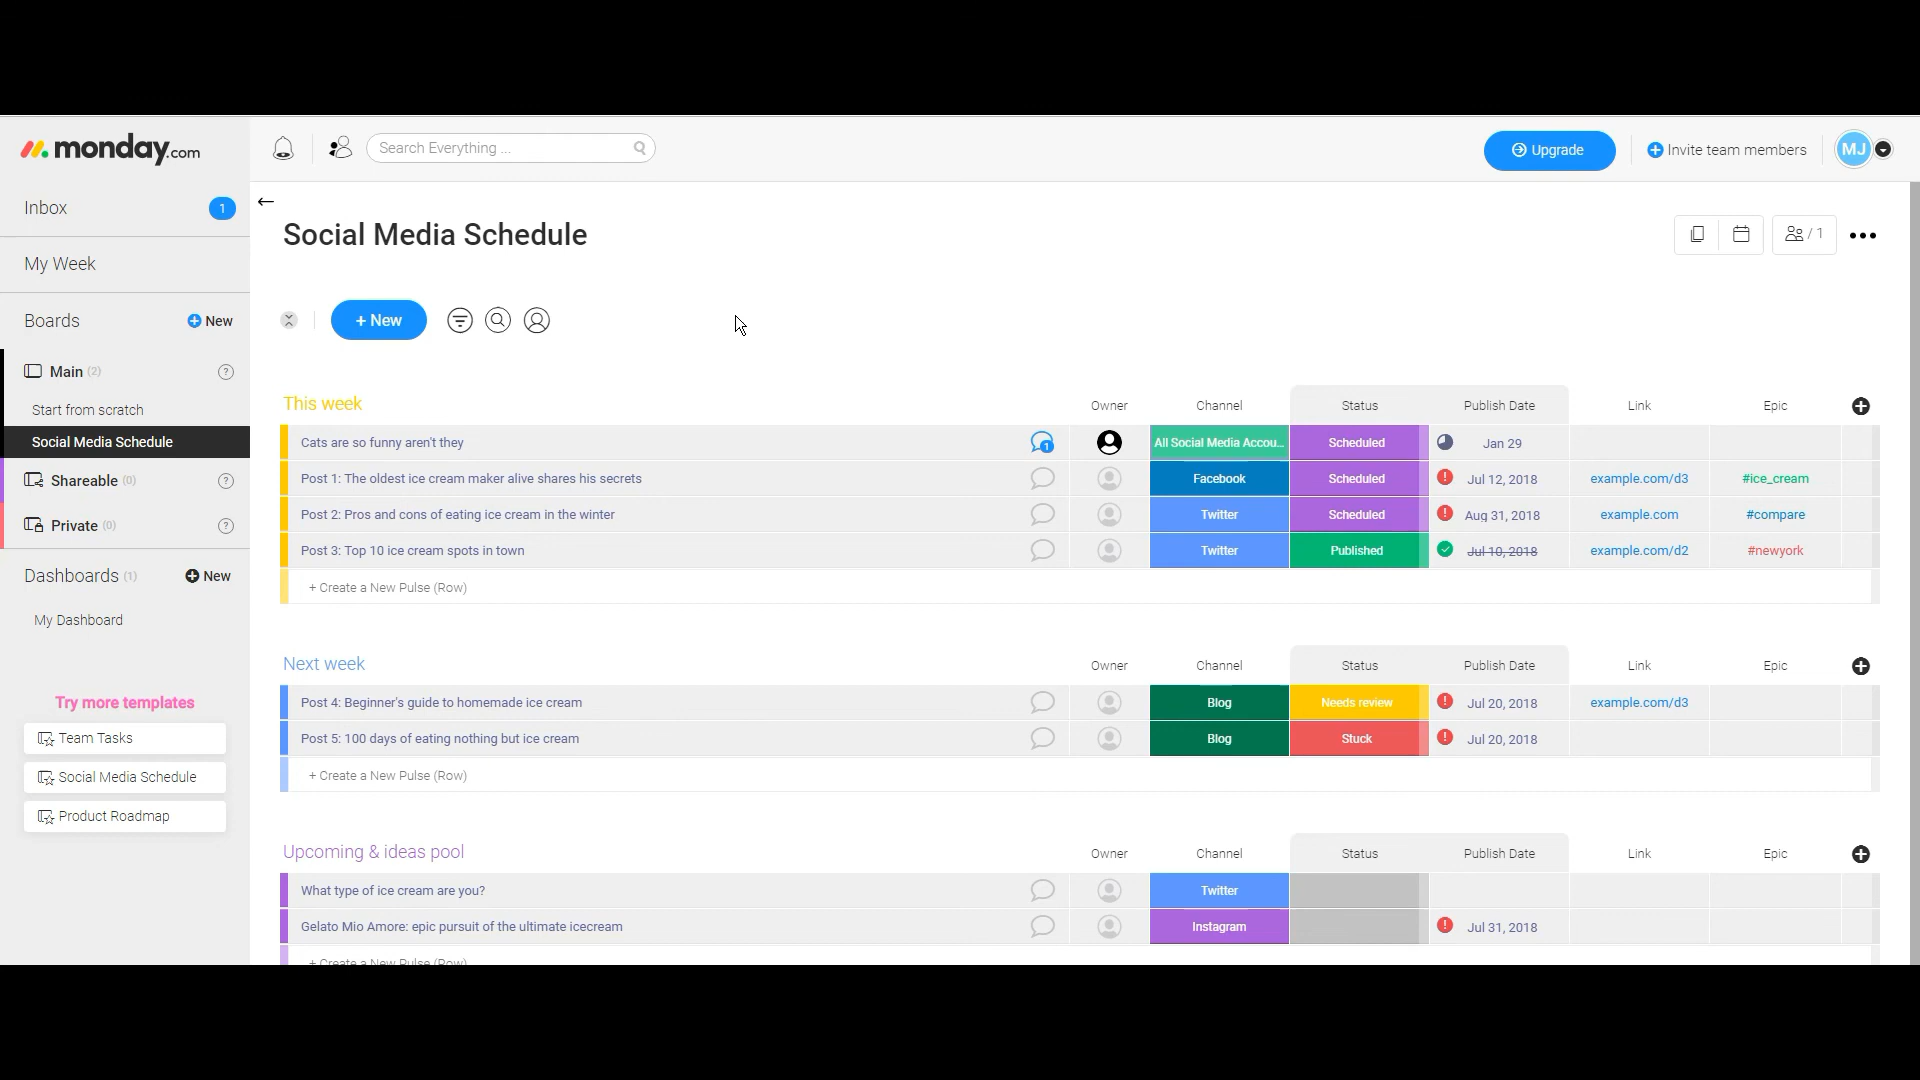 monday.com
Search Everything ...
Upgrade
Invite team members
MJ
Inbox
1
My Week
Boards
New
Main (2)
?
Start from scratch
Social Media Schedule
Shareable (0)
?
Private (0)
?
Dashboards (1)
New
My Dashboard
Try more templates
Team Tasks
Social Media Schedule
Product Roadmap
Social Media Schedule
/ 1
+ New
This week Owner Channel Status Publish Date Link Epic
Cats are so funny aren't they 1 All Social Media Accou... Scheduled Jan 29
Post 1: The oldest ice cream maker alive shares his secrets Facebook Scheduled ! Jul 12, 2018 example.com/d3 #ice_cream
Post 2: Pros and cons of eating ice cream in the winter Twitter Scheduled ! Aug 31, 2018 example.com #compare
Post 3: Top 10 ice cream spots in town Twitter Published Jul 10, 2018 example.com/d2 #newyork
+ Create a New Pulse (Row)
Next week Owner Channel Status Publish Date Link Epic
Post 4: Beginner's guide to homemade ice cream Blog Needs review ! Jul 20, 2018 example.com/d3
Post 5: 100 days of eating nothing but ice cream Blog Stuck ! Jul 20, 2018
+ Create a New Pulse (Row)
Upcoming & ideas pool Owner Channel Status Publish Date Link Epic
What type of ice cream are you? Twitter
Gelato Mio Amore: epic pursuit of the ultimate icecream Instagram ! Jul 31, 2018
+ Create a New Pulse (Row)